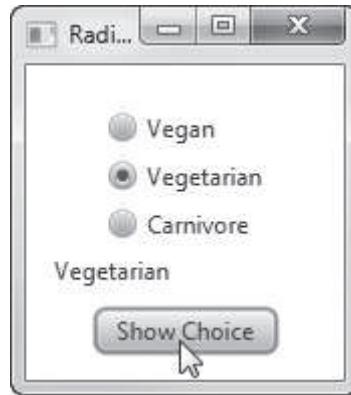 Radi...
Vegan
Vegetarian
Carnivore
Vegetarian
Show Choice